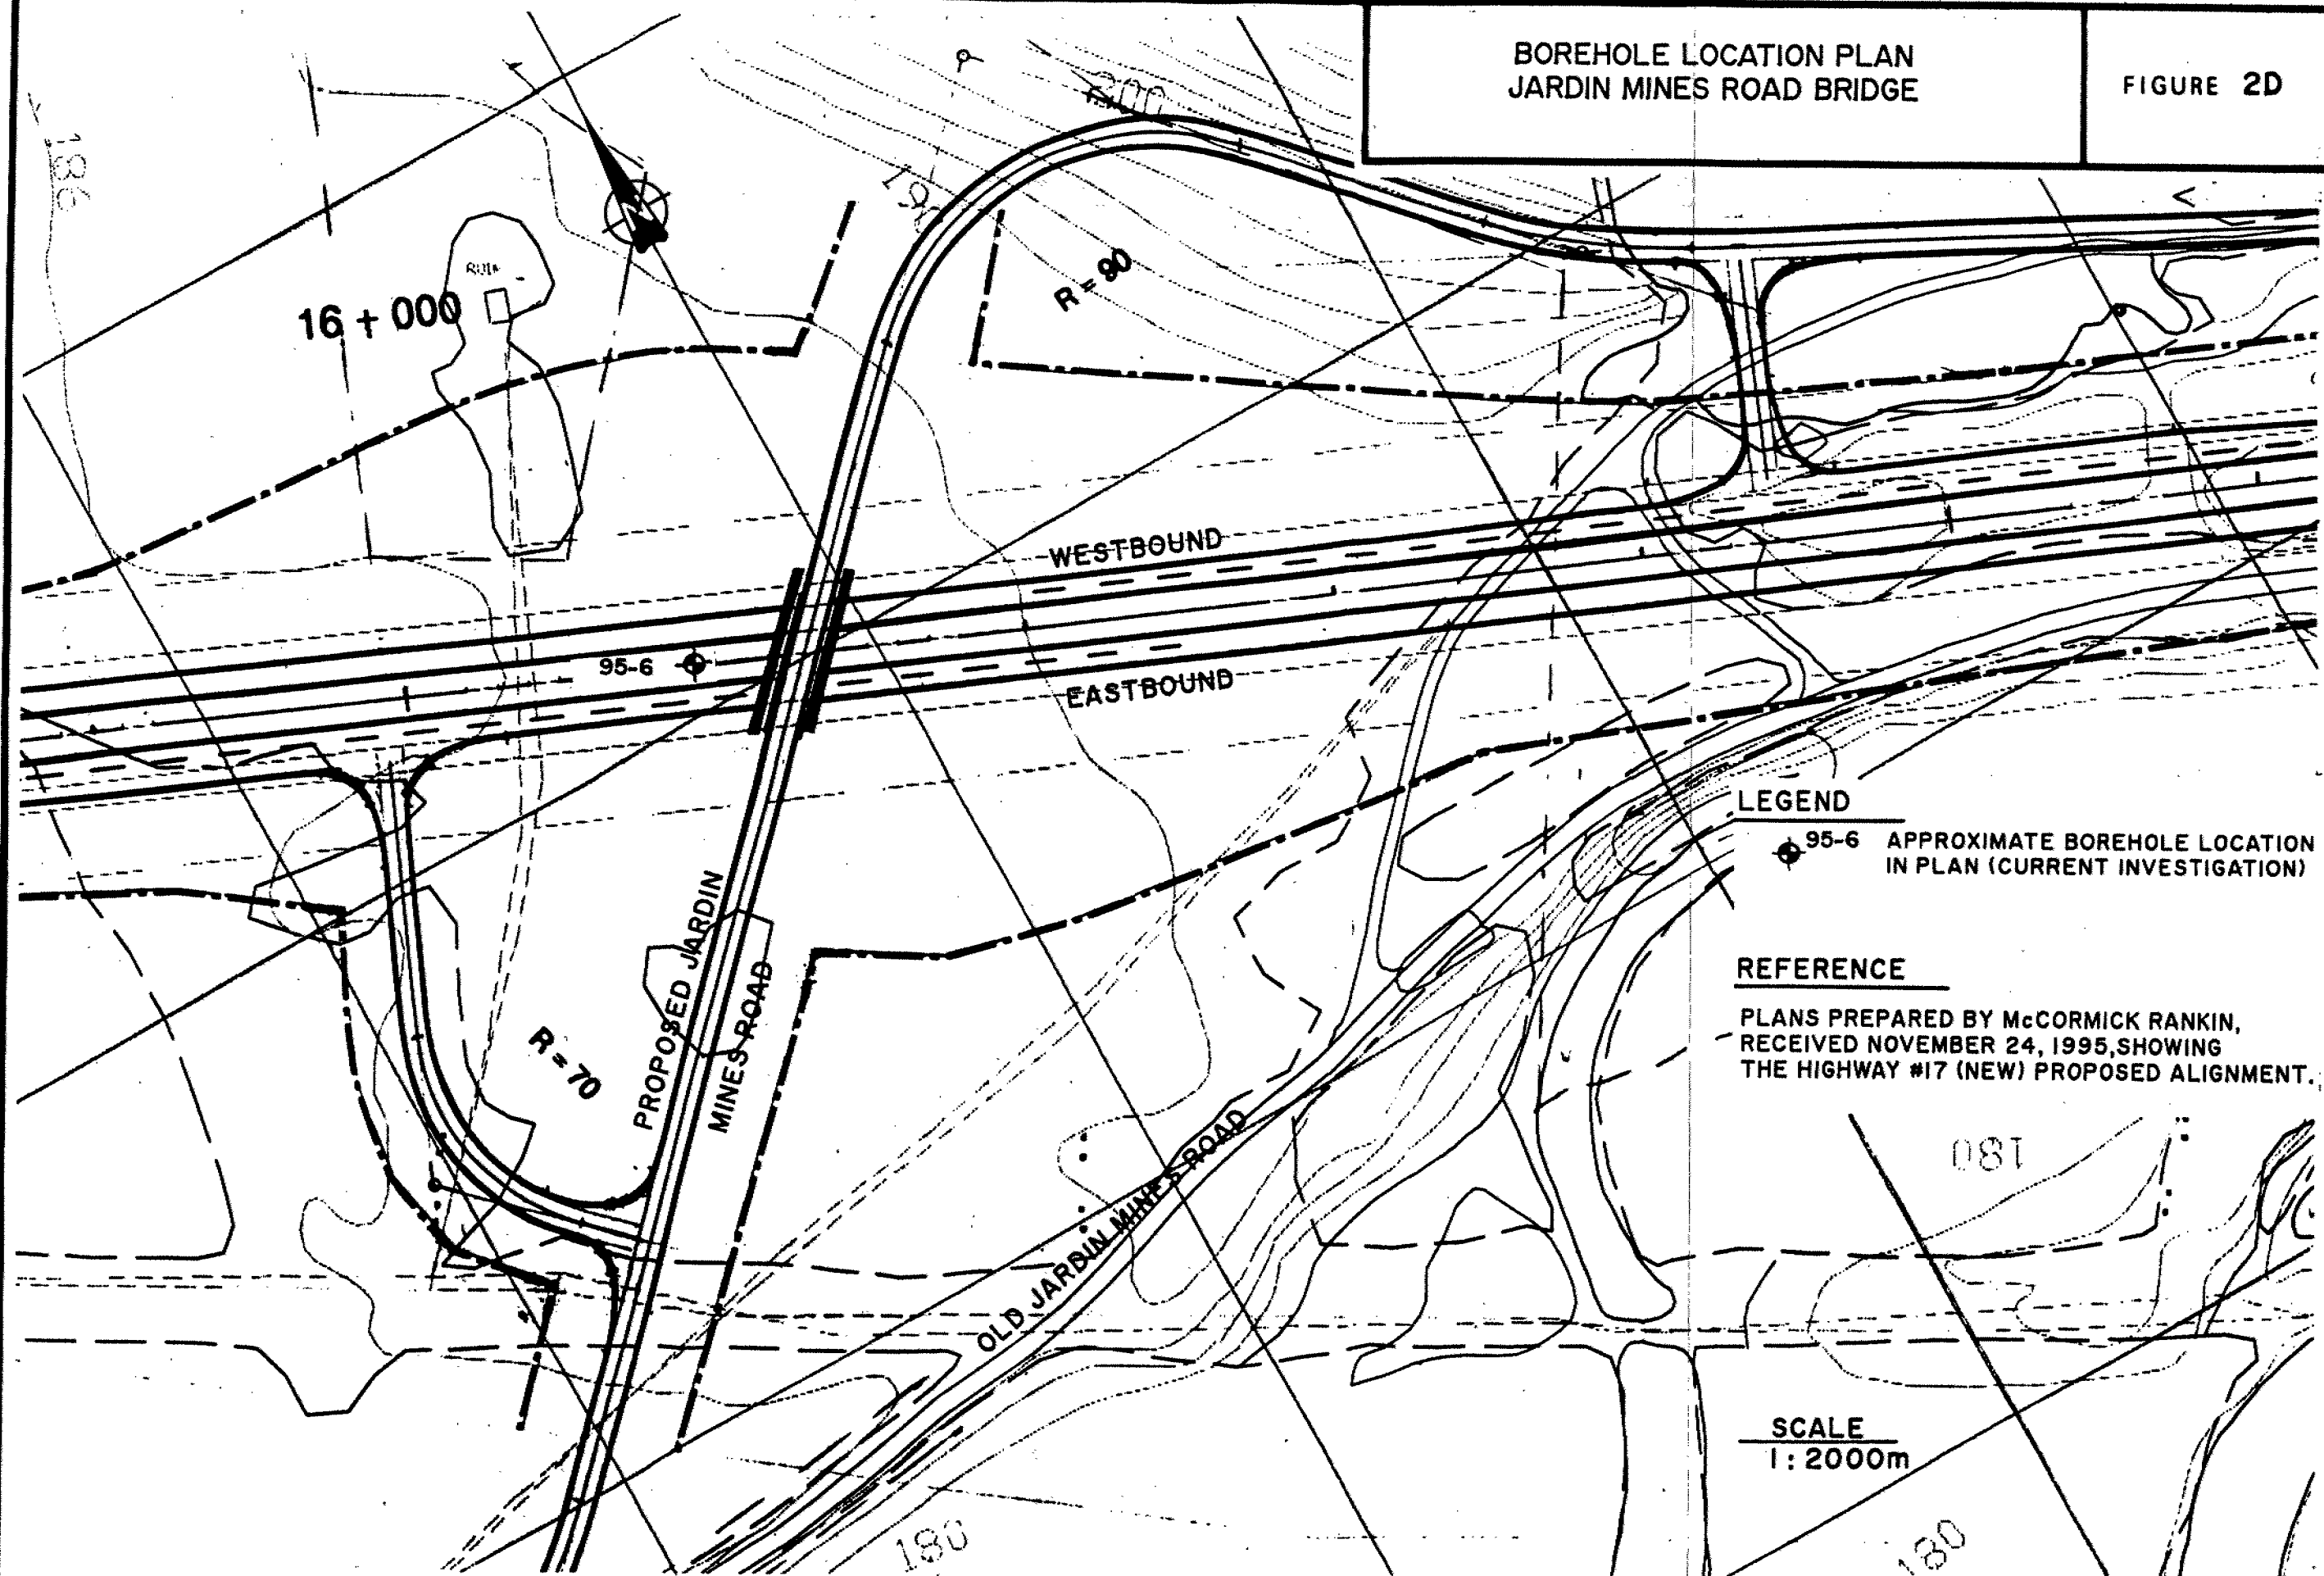 BOREHOLE LOCATION PLAN
JARDIN MINES ROAD BRIDGE
FIGURE 2D
200
186
R = 90
16 + 000
WESTBOUND
95-6
EASTBOUND
LEGEND
95-6 APPROXIMATE BOREHOLE LOCATION
IN PLAN (CURRENT INVESTIGATION)
PROPOSED JARDIN
MINES ROAD
REFERENCE
PLANS PREPARED BY McCORMICK RANKIN,
RECEIVED NOVEMBER 24, 1995,SHOWING
THE HIGHWAY #17 (NEW) PROPOSED ALIGNMENT.
R = 70
180
OLD JARDIN MINES ROAD
SCALE
1 : 2000m
180
180